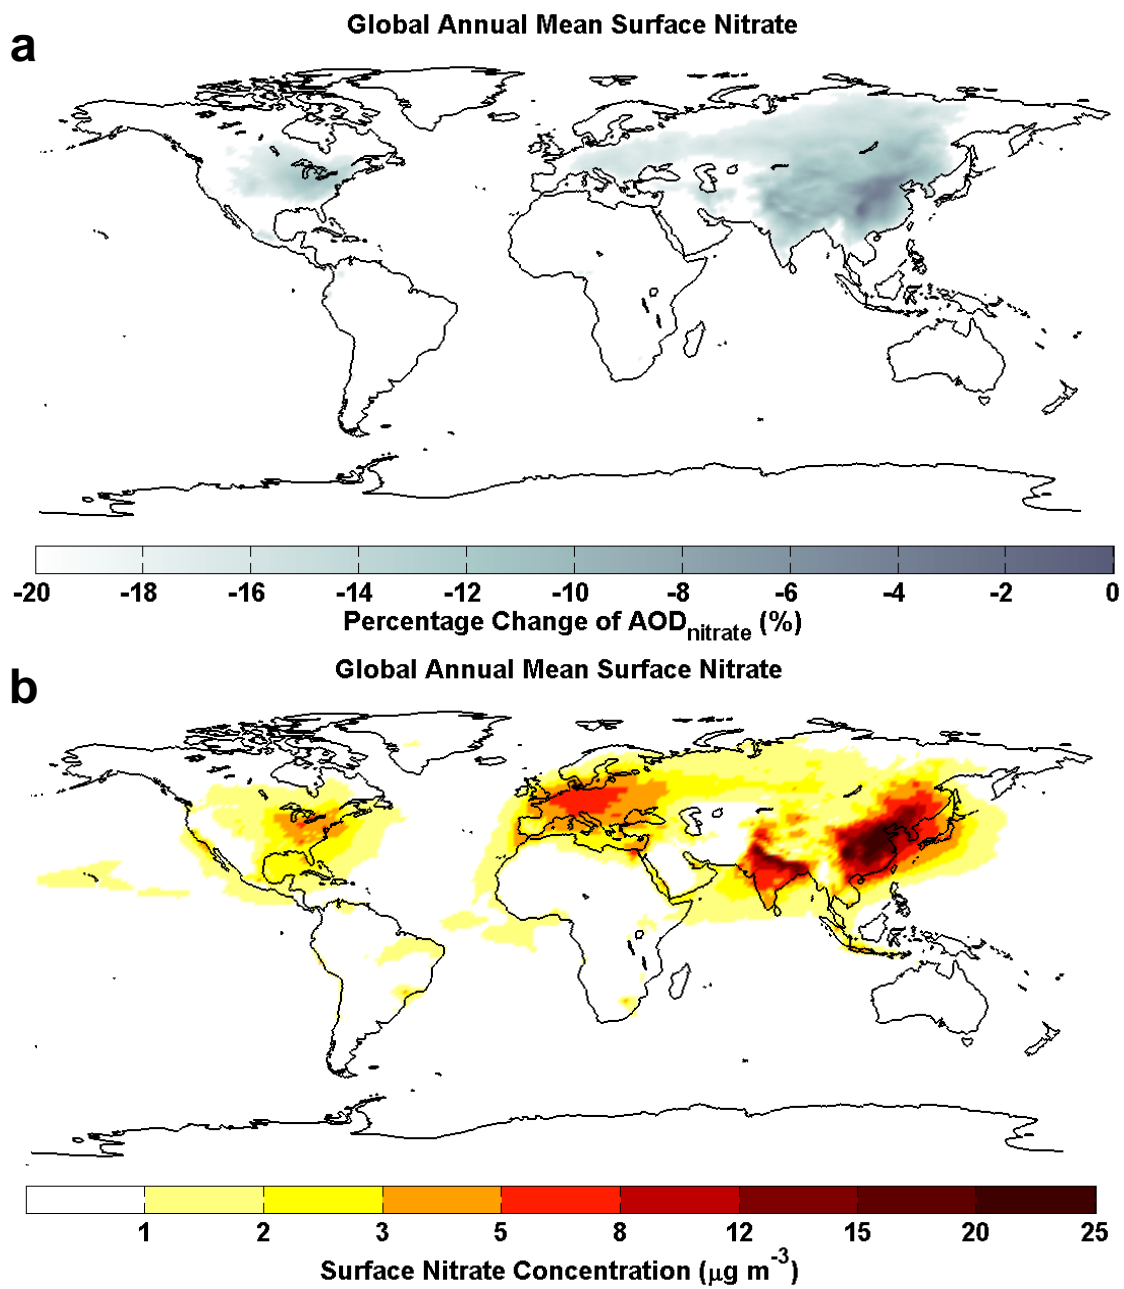 a
Global Annual Mean Surface Nitrate
-20 -18 -16 -14 -12 -10 -8 -6 -4 -2 0
Percentage Change of AODnitrate (%)
b
Global Annual Mean Surface Nitrate
1 2 3 5 8 12 15 20 25
Surface Nitrate Concentration (μg m-3)